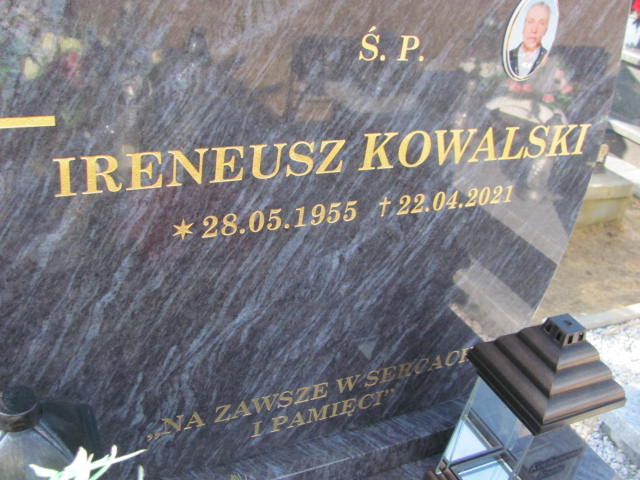 Ś. P.
IRENEUSZ KOWALSKI
✶ 28.05.1955 † 22.04.2021
„NA ZAWSZE W SERCACH
I PAMIĘCI”